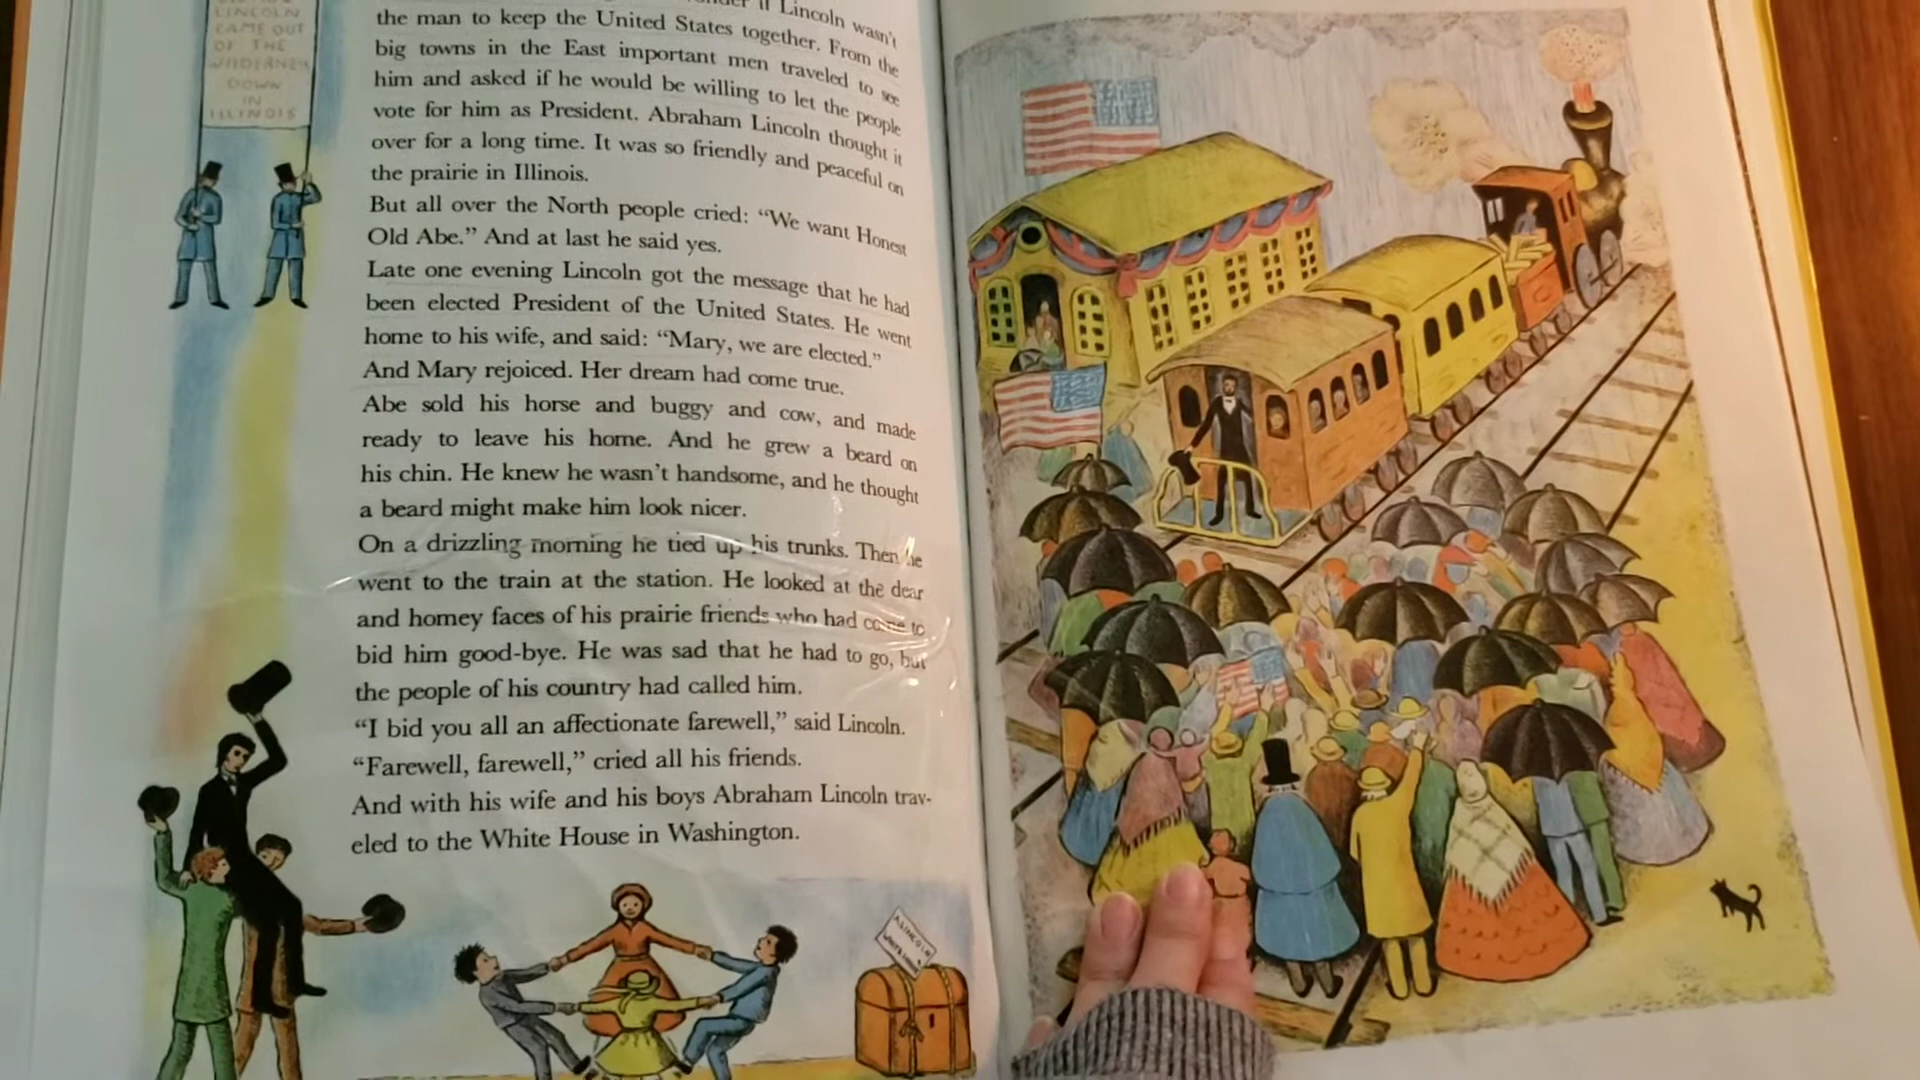 LINCOLN
CAME OUT
OF THE
WILDERNESS
DOWN
IN
ILLINOIS
if Lincoln wasn't
the man to keep the United States together. From the
big towns in the East important men traveled to see
him and asked if he would be willing to let the people
vote for him as President. Abraham Lincoln thought it
over for a long time. It was so friendly and peaceful on
the prairie in Illinois.
But all over the North people cried: “We want Honest
Old Abe.” And at last he said yes.
Late one evening Lincoln got the message that he had
been elected President of the United States. He went
home to his wife, and said: “Mary, we are elected.”
And Mary rejoiced. Her dream had come true.
Abe sold his horse and buggy and cow, and made
ready to leave his home. And he grew a beard on
his chin. He knew he wasn't handsome, and he thought
a beard might make him look nicer.
On a drizzling morning he tied up his trunks. Then he
went to the train at the station. He looked at the dear
and homey faces of his prairie friends who had come to
bid him good-bye. He was sad that he had to go, but
the people of his country had called him.
“I bid you all an affectionate farewell,” said Lincoln.
“Farewell, farewell,” cried all his friends.
And with his wife and his boys Abraham Lincoln trav-
eled to the White House in Washington.
A. LINCOLN